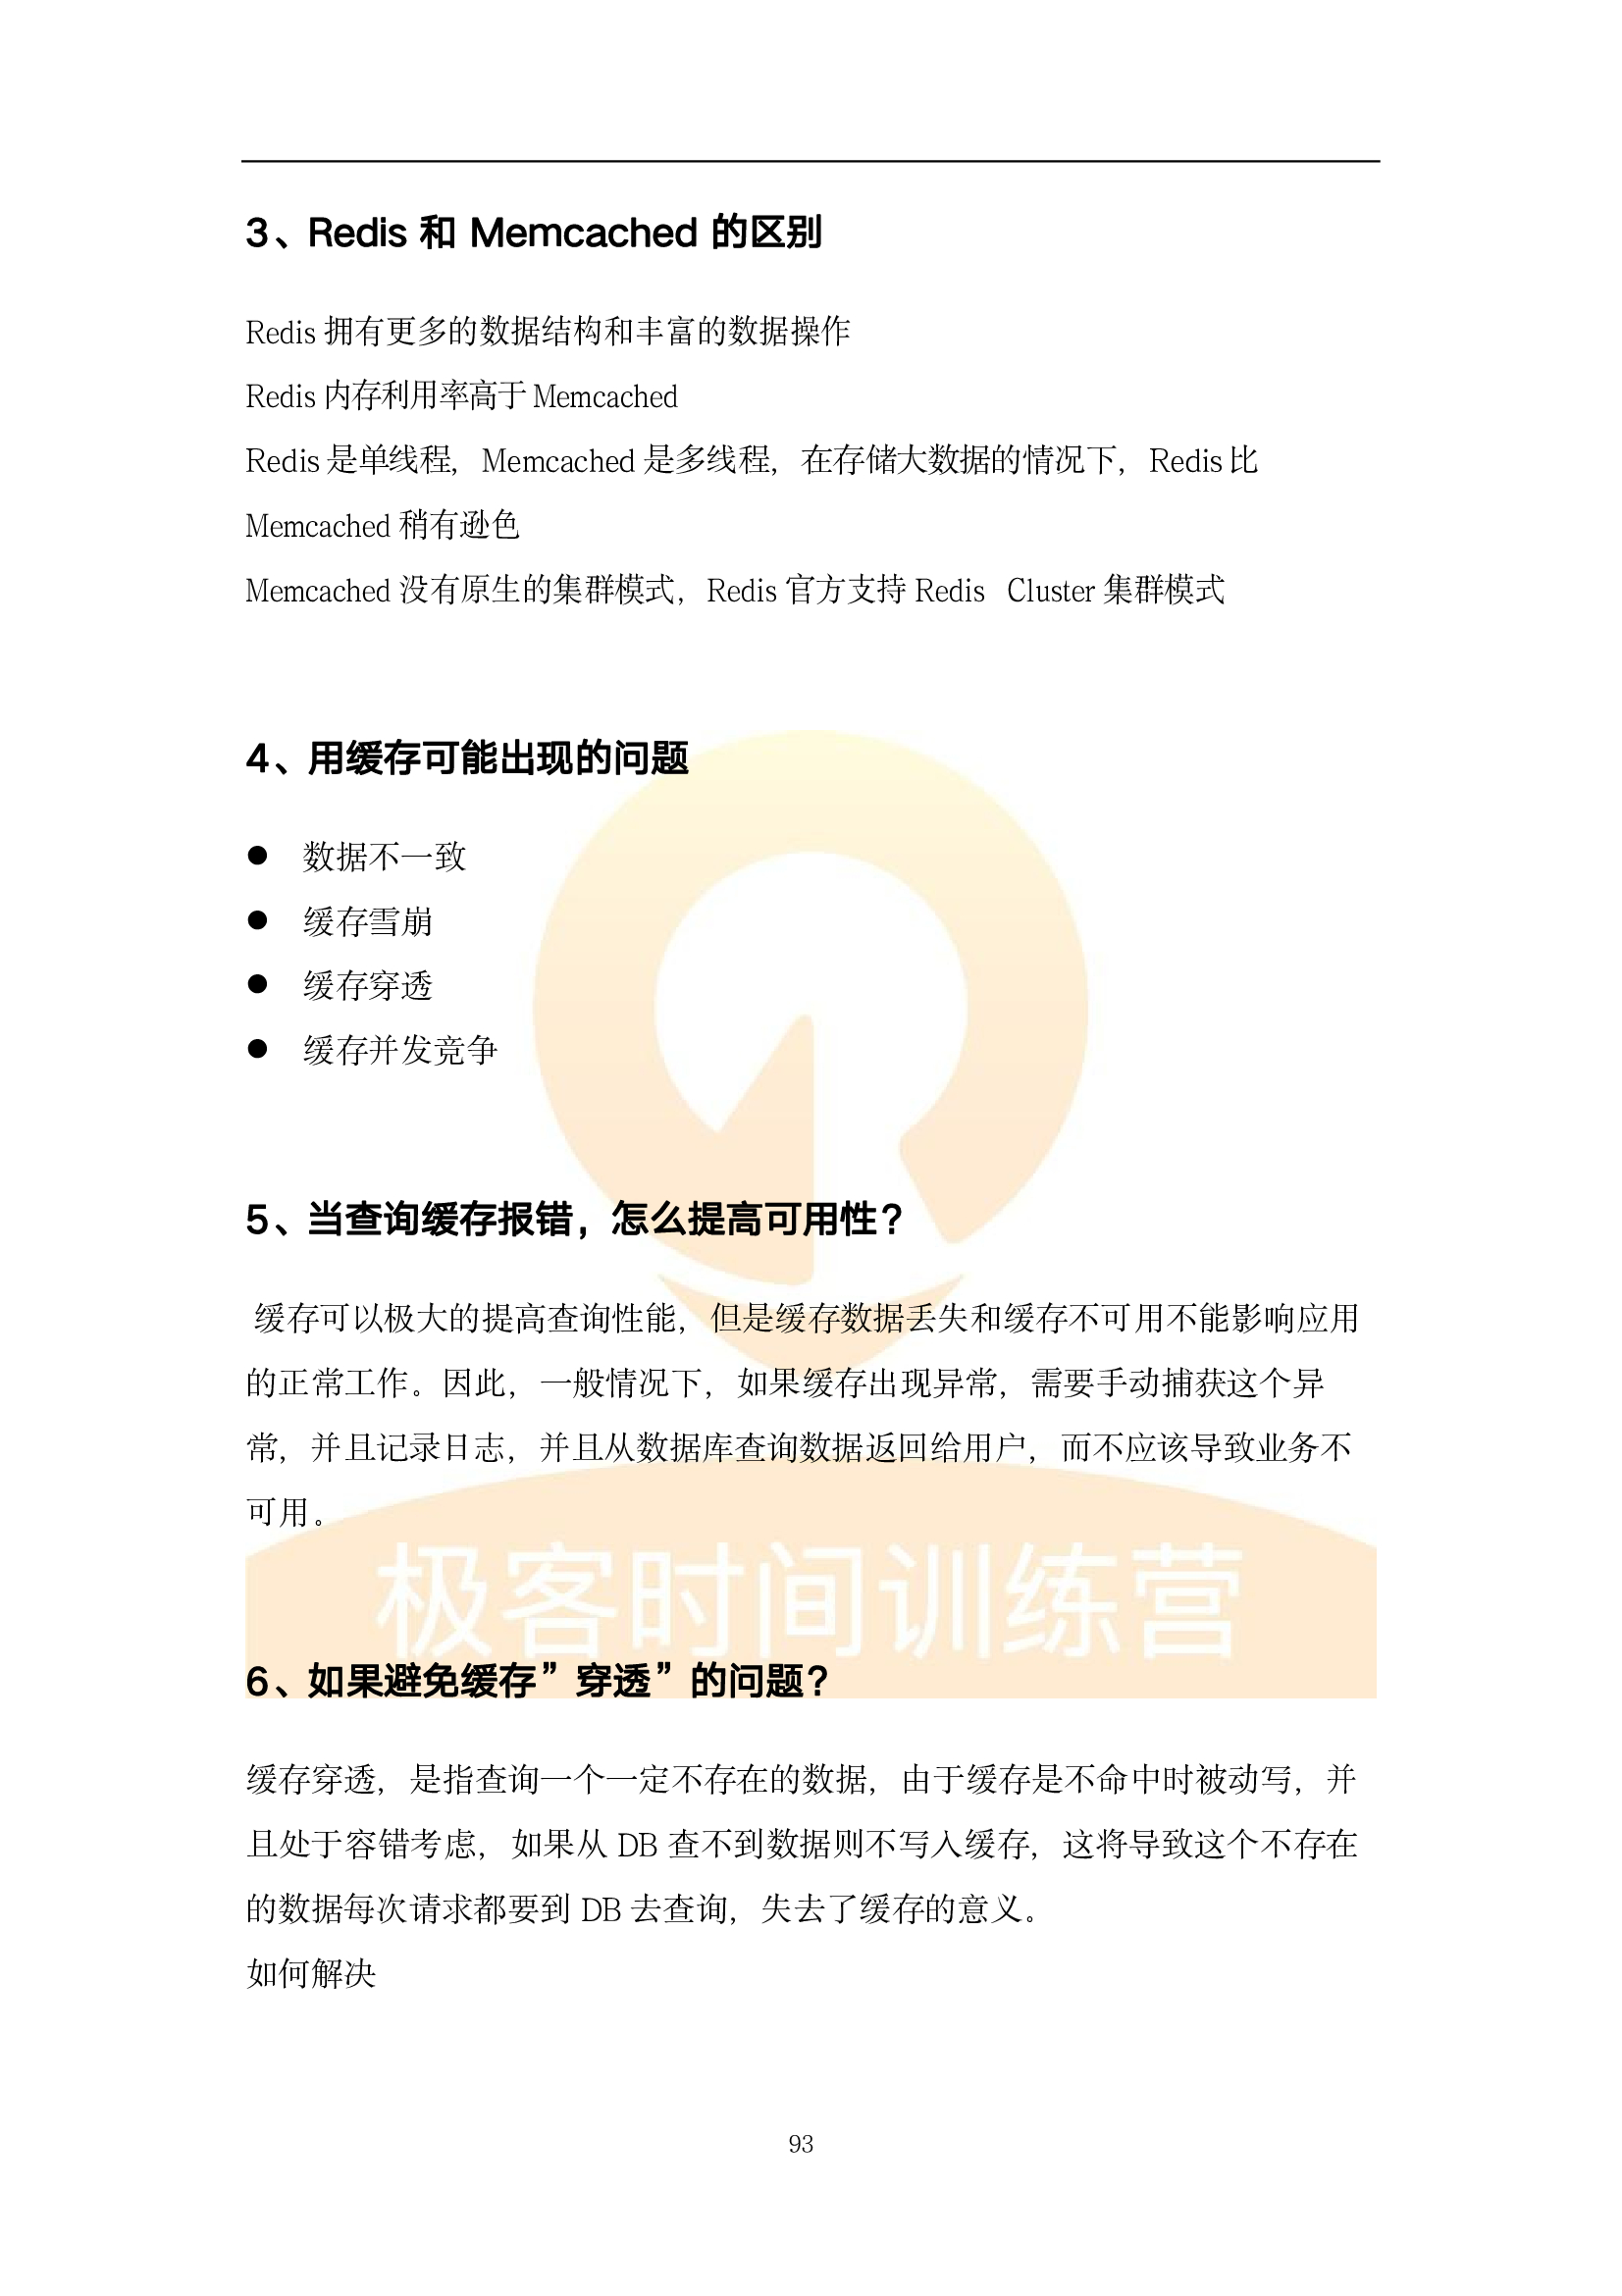 3、Redis 和 Memcached 的区别
Redis 拥有更多的数据结构和丰富的数据操作
Redis 内存利用率高于 Memcached
Redis 是单线程，Memcached 是多线程，在存储大数据的情况下，Redis 比
Memcached 稍有逊色
Memcached 没有原生的集群模式，Redis 官方支持 Redis Cluster 集群模式
4、用缓存可能出现的问题
● 数据不一致
● 缓存雪崩
● 缓存穿透
● 缓存并发竞争
5、当查询缓存报错，怎么提高可用性？
缓存可以极大的提高查询性能，但是缓存数据丢失和缓存不可用不能影响应用
的正常工作。因此，一般情况下，如果缓存出现异常，需要手动捕获这个异
常，并且记录日志，并且从数据库查询数据返回给用户，而不应该导致业务不
可用。
极客时间训练营
6、如果避免缓存”穿透”的问题？
缓存穿透，是指查询一个一定不存在的数据，由于缓存是不命中时被动写，并
且处于容错考虑，如果从 DB 查不到数据则不写入缓存，这将导致这个不存在
的数据每次请求都要到 DB 去查询，失去了缓存的意义。
如何解决
93